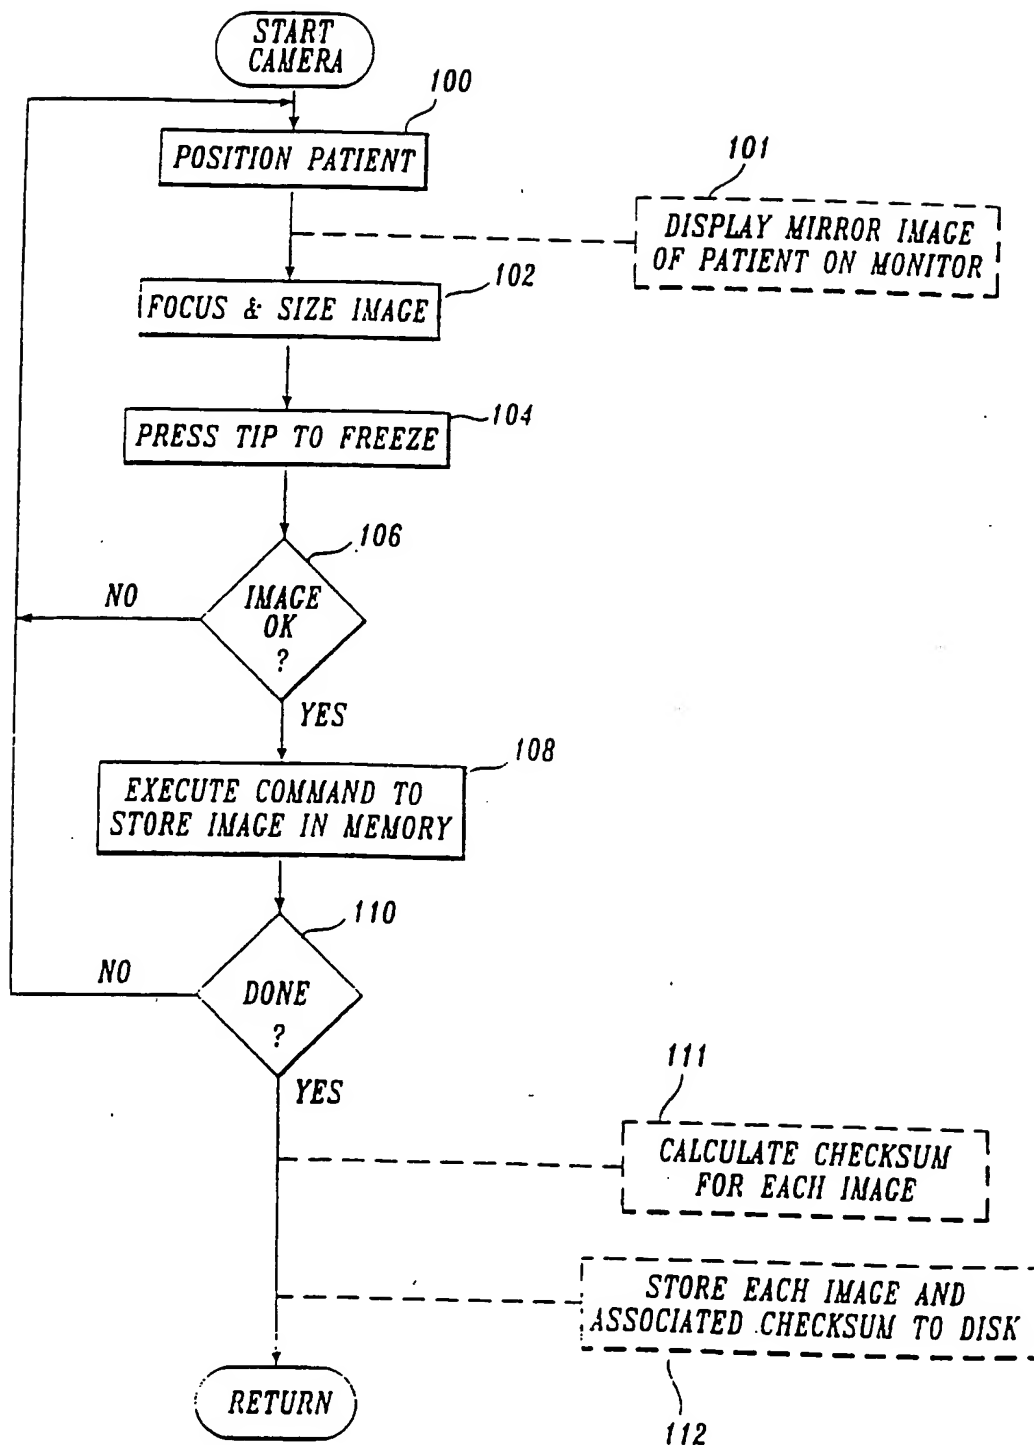 START
CAMERA
100
POSITION PATIENT
101
DISPLAY MIRROR IMAGE
OF PATIENT ON MONITOR
102
FOCUS & SIZE IMAGE
104
PRESS TIP TO FREEZE
106
IMAGE
OK
?
NO
YES
108
EXECUTE COMMAND TO
STORE IMAGE IN MEMORY
110
DONE
?
NO
YES
111
CALCULATE CHECKSUM
FOR EACH IMAGE
STORE EACH IMAGE AND
ASSOCIATED CHECKSUM TO DISK
112
RETURN